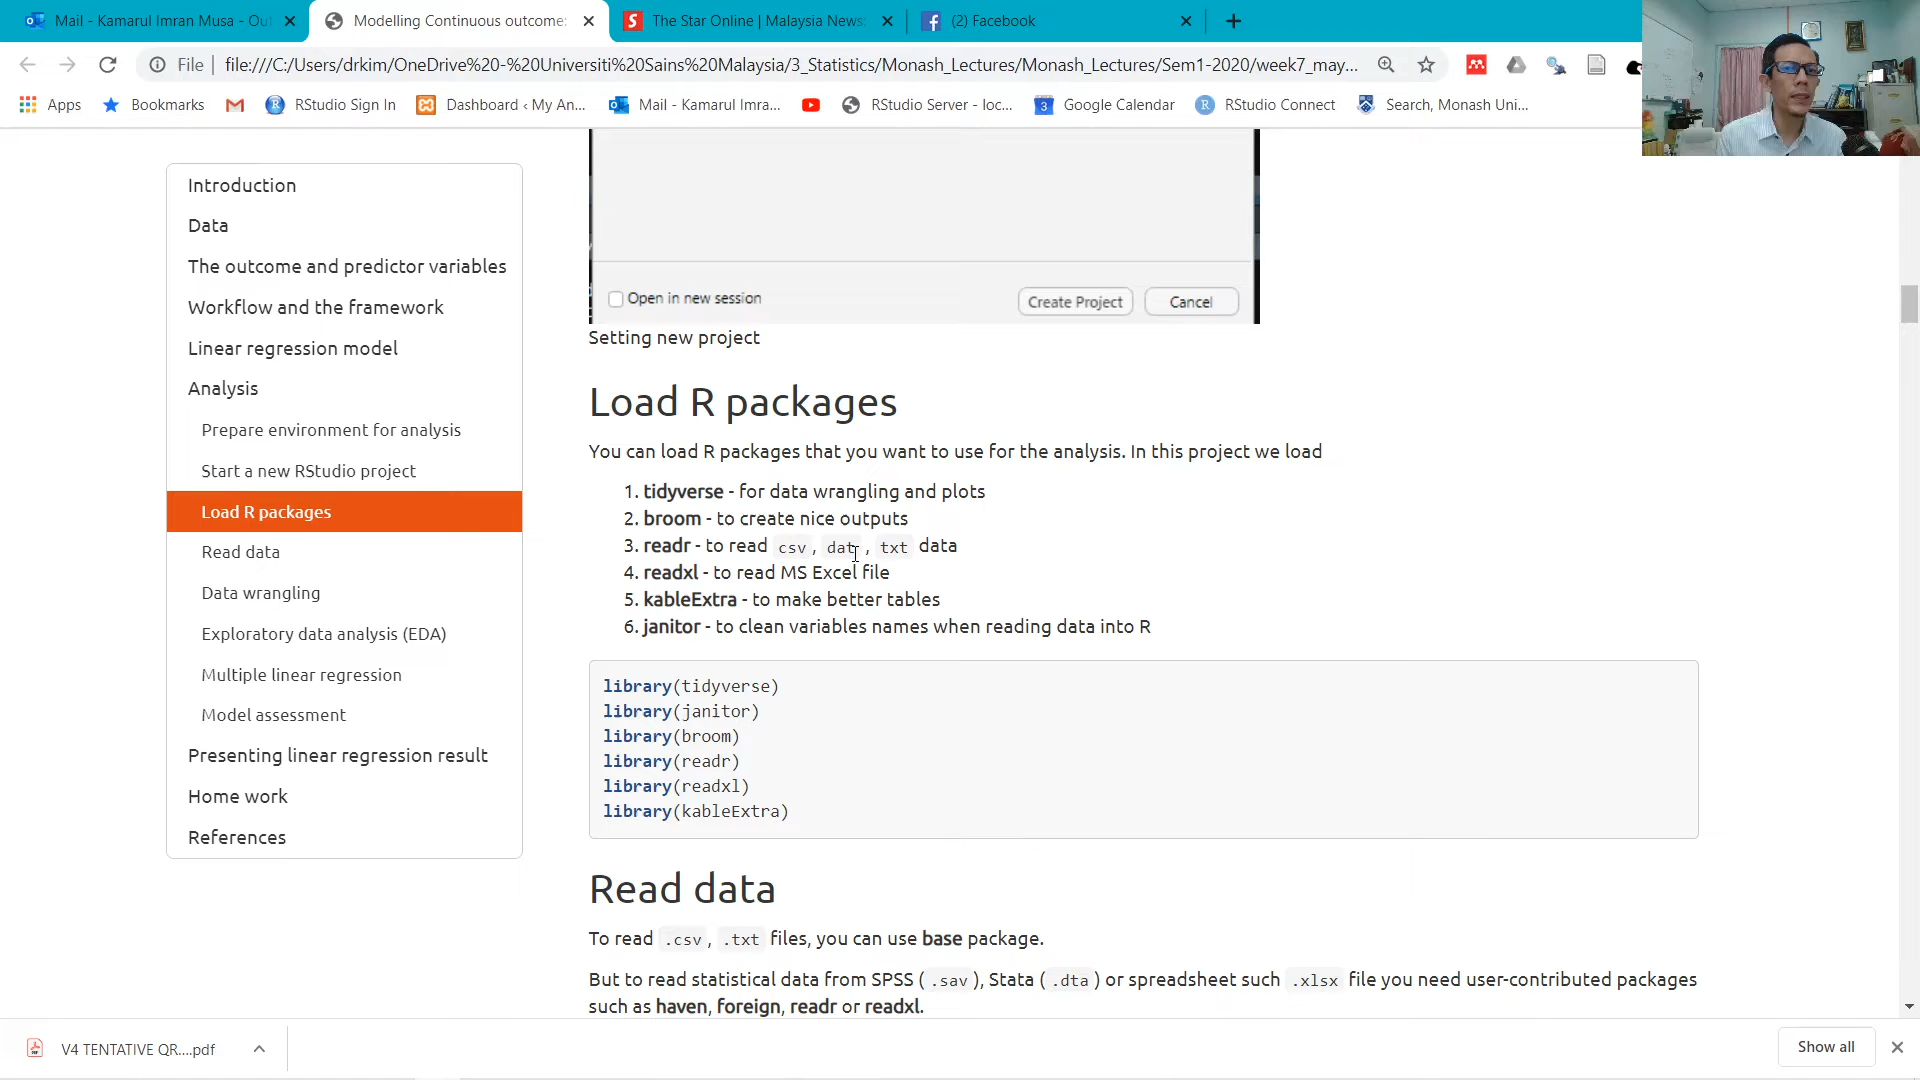 Mail - Kamarul Imran Musa - Ou
Modelling Continuous outcome:
The Star Online | Malaysia News
(2) Facebook
File
file:///C:/Users/drkim/OneDrive%20-%20Universiti%20Sains%20Malaysia/3_Statistics/Monash_Lectures/Monash_Lectures/Sem1-2020/week7_may...
Apps
Bookmarks
RStudio Sign In
Dashboard ‹ My An...
Mail - Kamarul Imra...
RStudio Server - loc...
3
Google Calendar
RStudio Connect
Search, Monash Uni...
Introduction
Data
The outcome and predictor variables
Workflow and the framework
Linear regression model
Analysis
Prepare environment for analysis
Start a new RStudio project
Load R packages
Read data
Data wrangling
Exploratory data analysis (EDA)
Multiple linear regression
Model assessment
Presenting linear regression result
Home work
References
Open in new session
Create Project
Cancel
Setting new project
Load R packages
You can load R packages that you want to use for the analysis. In this project we load
1. tidyverse - for data wrangling and plots
2. broom - to create nice outputs
3. readr - to read csv, dat, txt data
4. readxl - to read MS Excel file
5. kableExtra - to make better tables
6. janitor - to clean variables names when reading data into R
library(tidyverse)
library(janitor)
library(broom)
library(readr)
library(readxl)
library(kableExtra)
Read data
To read .csv, .txt files, you can use base package.
But to read statistical data from SPSS (.sav), Stata (.dta) or spreadsheet such .xlsx file you need user-contributed packages
such as haven, foreign, readr or readxl.
V4 TENTATIVE QR....pdf
Show all